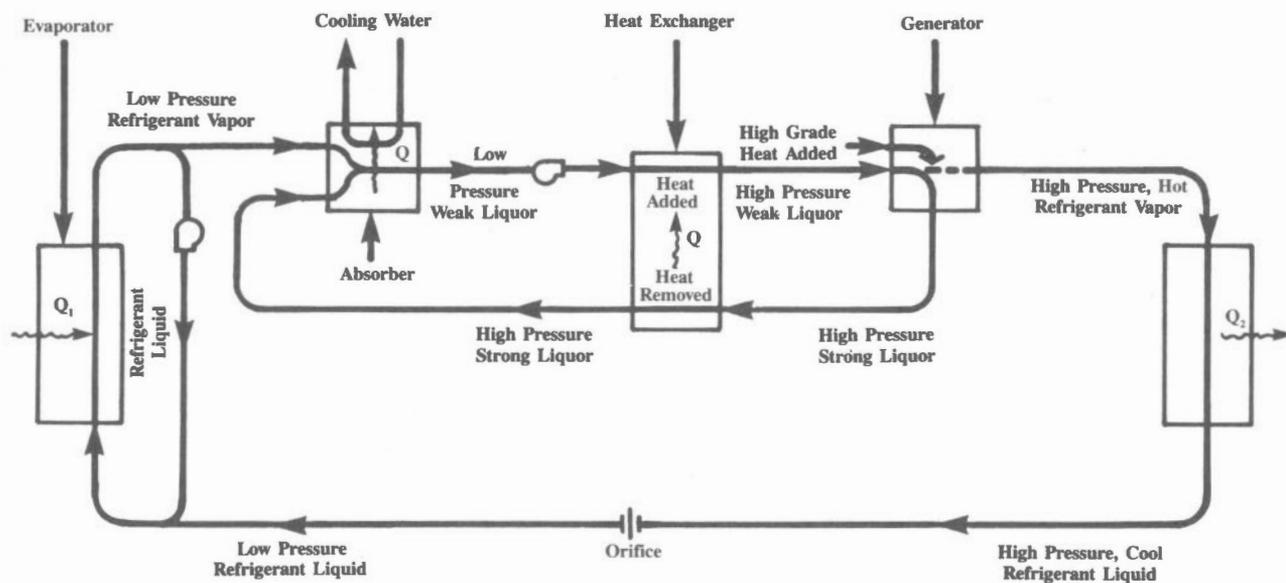 Evaporator
Cooling Water
Heat Exchanger
Generator
Low Pressure
Refrigerant Vapor
Q
Low
Pressure
Weak Liquor
High Grade
Heat Added
High Pressure
Weak Liquor
High Pressure, Hot
Refrigerant Vapor
Heat
Added
Q
Heat
Removed
Absorber
Q₁
Refrigerant
Liquid
High Pressure
Strong Liquor
High Pressure
Strong Liquor
Q₂
Low Pressure
Refrigerant Liquid
Orifice
High Pressure, Cool
Refrigerant Liquid